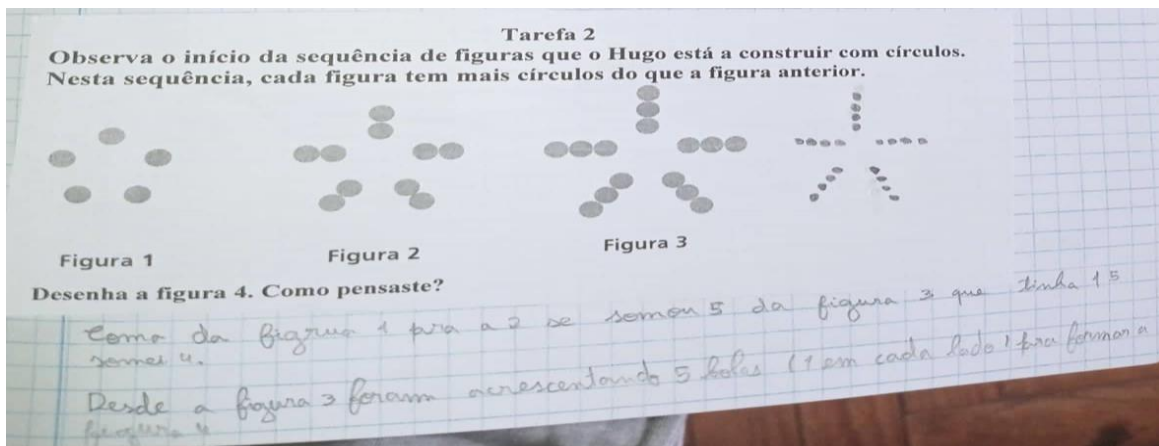 Tarefa 2
Observa o início da sequência de figuras que o Hugo está a construir com círculos.
Nesta sequência, cada figura tem mais círculos do que a figura anterior.
Figura 1
Figura 2
Figura 3
Desenha a figura 4. Como pensaste?
Como da figura 1 pra a 2 se somou 5 da figura 3 que tinha 15
somei 4.
Desde a figura 3 foram acrescentando 5 bolas (1 em cada lado) pra formar a
figura 4